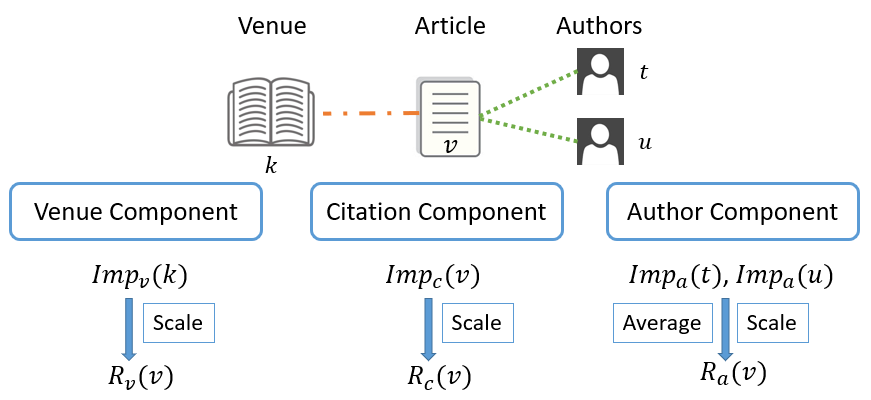 Venue Article Authors
t
v
u
k
Venue Component Citation Component Author Component
Imp_v(k) Imp_c(v) Imp_a(t), Imp_a(u)
Scale Scale Average Scale
R_v(v) R_c(v) R_a(v)